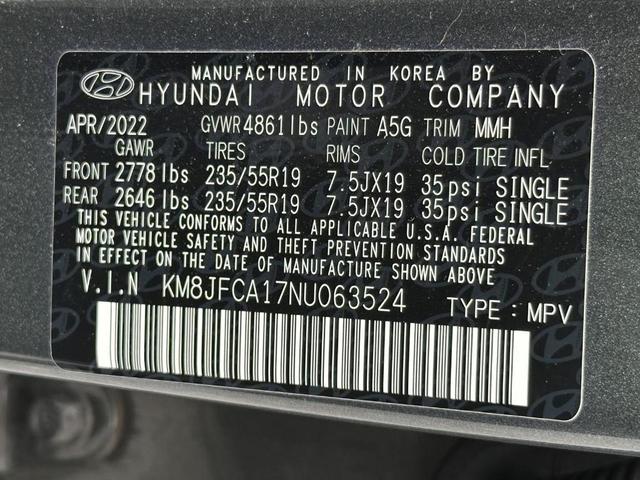 MANUFACTURED IN KOREA BY
HYUNDAI MOTOR COMPANY
APR/2022 GVWR 4861lbs PAINT A5G TRIM MMH
GAWR TIRES RIMS COLD TIRE INFL
FRONT 2778 lbs 235/55R19 7.5JX19 35psi SINGLE
REAR 2646 lbs 235/55R19 7.5JX19 35psi SINGLE
THIS VEHICLE CONFORMS TO ALL APPLICABLE U.S.A. FEDERAL
MOTOR VEHICLE SAFETY AND THEFT PREVENTION STANDARDS
IN EFFECT ON THE DATE OF MANUFACTURE SHOWN ABOVE.
V.I.N KM8JFCA17NU063524 TYPE : MPV